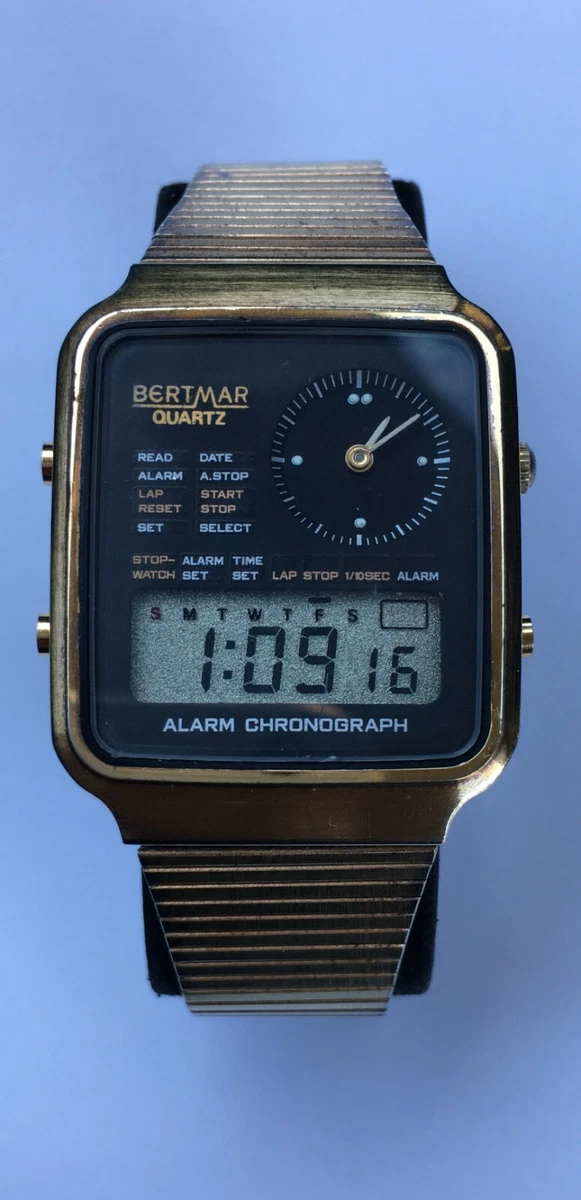 BERTMAR
QUARTZ
READ DATE
ALARM A.STOP
LAP START
RESET STOP
SET SELECT
STOP- ALARM TIME
WATCH SET SET LAP STOP 1/10SEC ALARM
S M T W T F S
1:09 16
ALARM CHRONOGRAPH